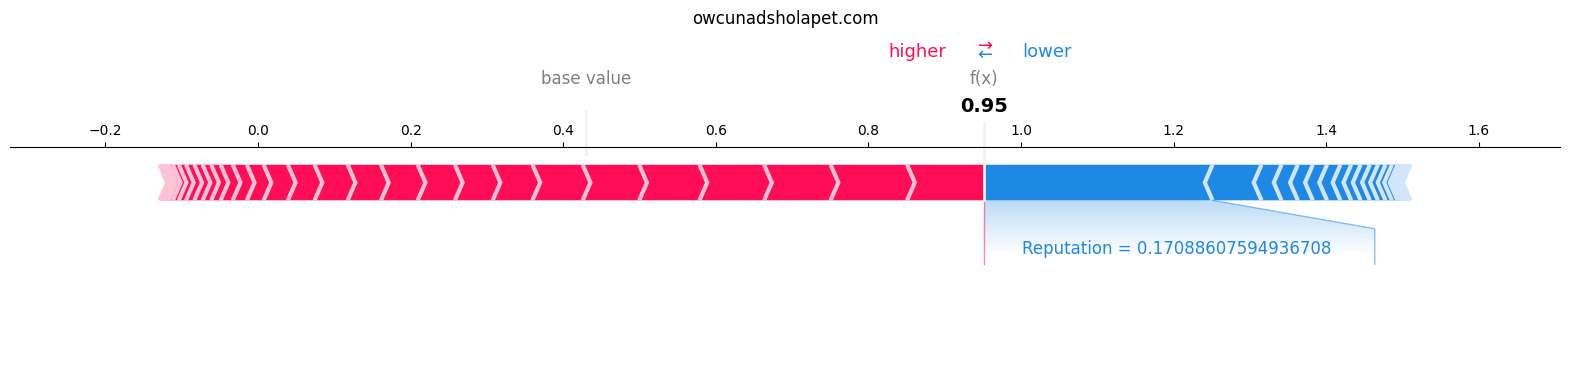 owcunadsholapet.com
higher ⇄ lower
base value f(x)
0.95
−0.2 0.0 0.2 0.4 0.6 0.8 1.0 1.2 1.4 1.6
Reputation = 0.17088607594936708